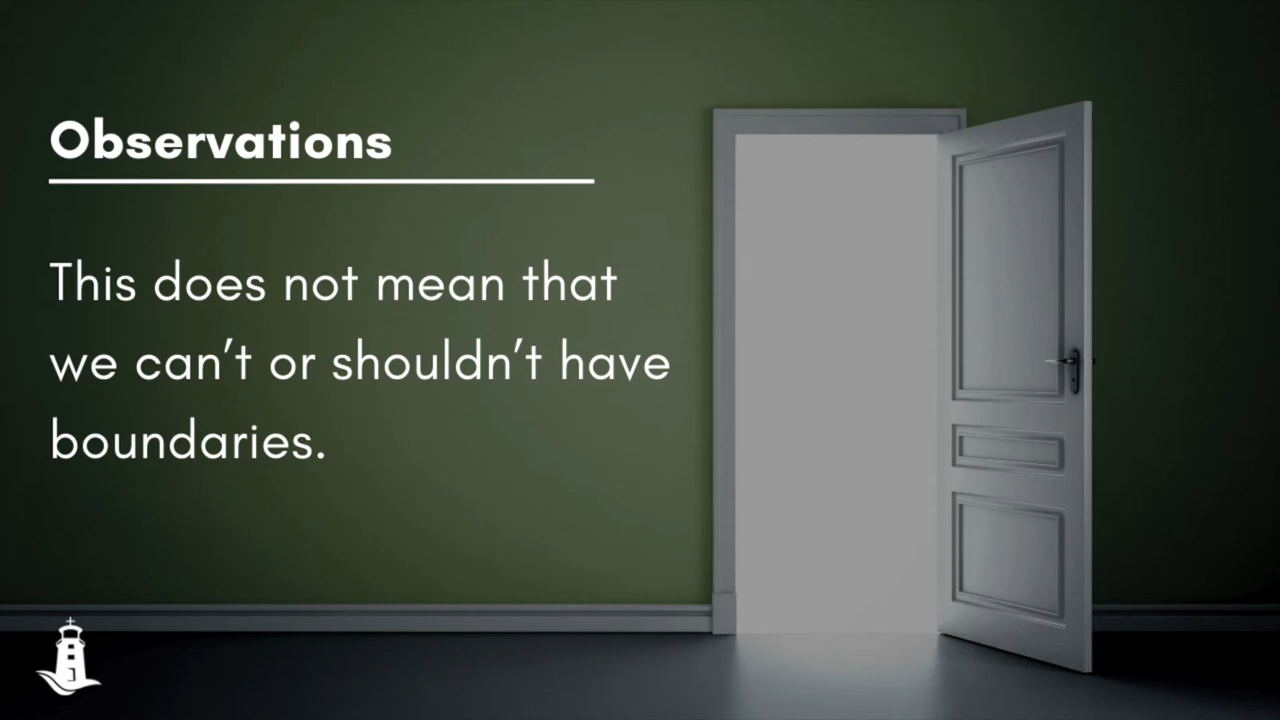 Observations
This does not mean that
we can’t or shouldn’t have
boundaries.